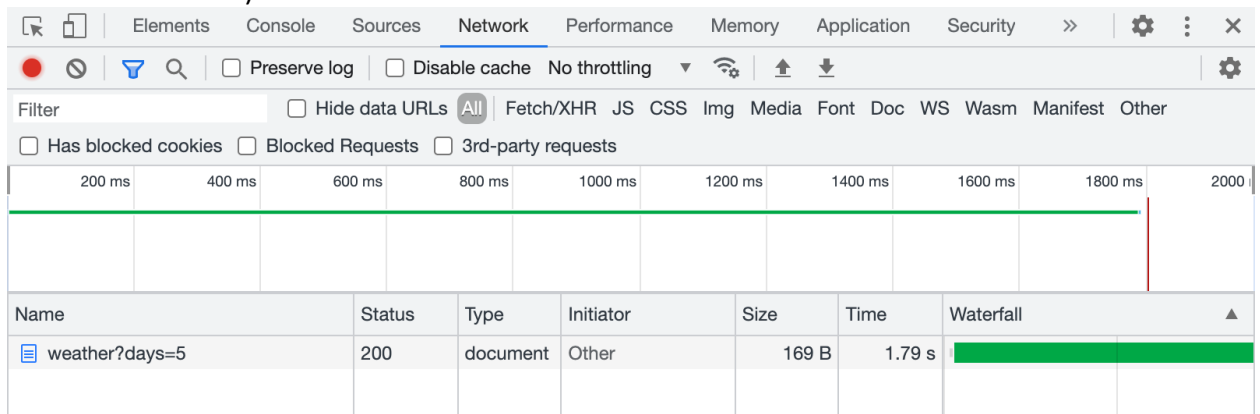 Elements Console Sources Network Performance Memory Application Security
Preserve log Disable cache No throttling
Filter Hide data URLs All Fetch/XHR JS CSS Img Media Font Doc WS Wasm Manifest Other
Has blocked cookies Blocked Requests 3rd-party requests
200 ms 400 ms 600 ms 800 ms 1000 ms 1200 ms 1400 ms 1600 ms 1800 ms 2000
Name Status Type Initiator Size Time Waterfall
weather?days=5 200 document Other 169 B 1.79 s